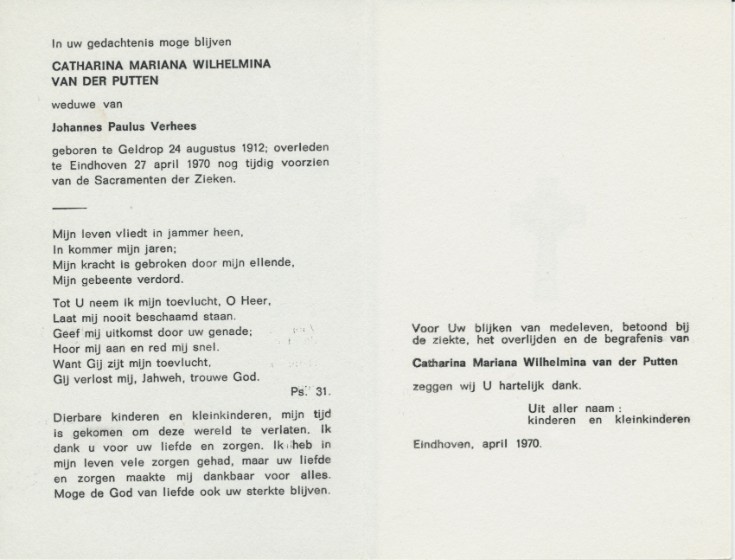 In uw gedachtenis moge blijven
CATHARINA MARIANA WILHELMINA
VAN DER PUTTEN
weduwe van
Johannes Paulus Verhees
geboren te Geldrop 24 augustus 1912; overleden
te Eindhoven 27 april 1970 nog tijdig voorzien
van de Sacramenten der Zieken.
Mijn leven vliedt in jammer heen,
In kommer mijn jaren;
Mijn kracht is gebroken door mijn ellende,
Mijn gebeente verdord.
Tot U neem ik mijn toevlucht, O Heer,
Laat mij nooit beschaamd staan.
Geef mij uitkomst door uw genade;
Hoor mij aan en red mij snel.
Want Gij zijt mijn toevlucht,
Gij verlost mij, Jahweh, trouwe God.
Ps. 31.
Dierbare kinderen en kleinkinderen, mijn tijd
is gekomen om deze wereld te verlaten. Ik
dank u voor uw liefde en zorgen. Ik heb in
mijn leven vele zorgen gehad, maar uw liefde
en zorgen maakte mij dankbaar voor alles.
Moge de God van liefde ook uw sterkte blijven.
Voor Uw blijken van medeleven, betoond bij
de ziekte, het overlijden en de begrafenis van
Catharina Mariana Wilhelmina van der Putten
zeggen wij U hartelijk dank.
Uit aller naam :
kinderen en kleinkinderen
Eindhoven, april 1970.